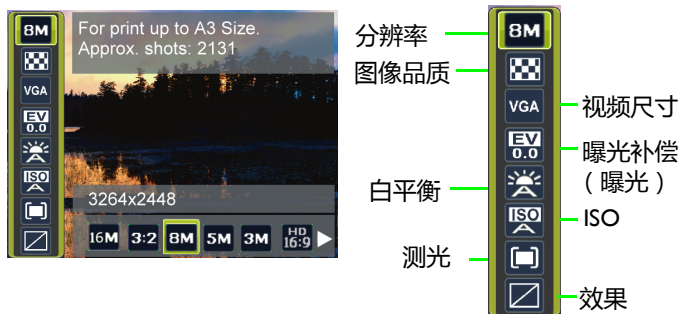 8M
For print up to A3 Size.
Approx. shots: 2131
VGA
EV
0.0
ISO
3264x2448
16M 3:2 8M 5M 3M HD 16:9
分辨率
图像品质
白平衡
测光
8M
VGA
EV
0.0
ISO
视频尺寸
曝光补偿
(曝光)
ISO
效果